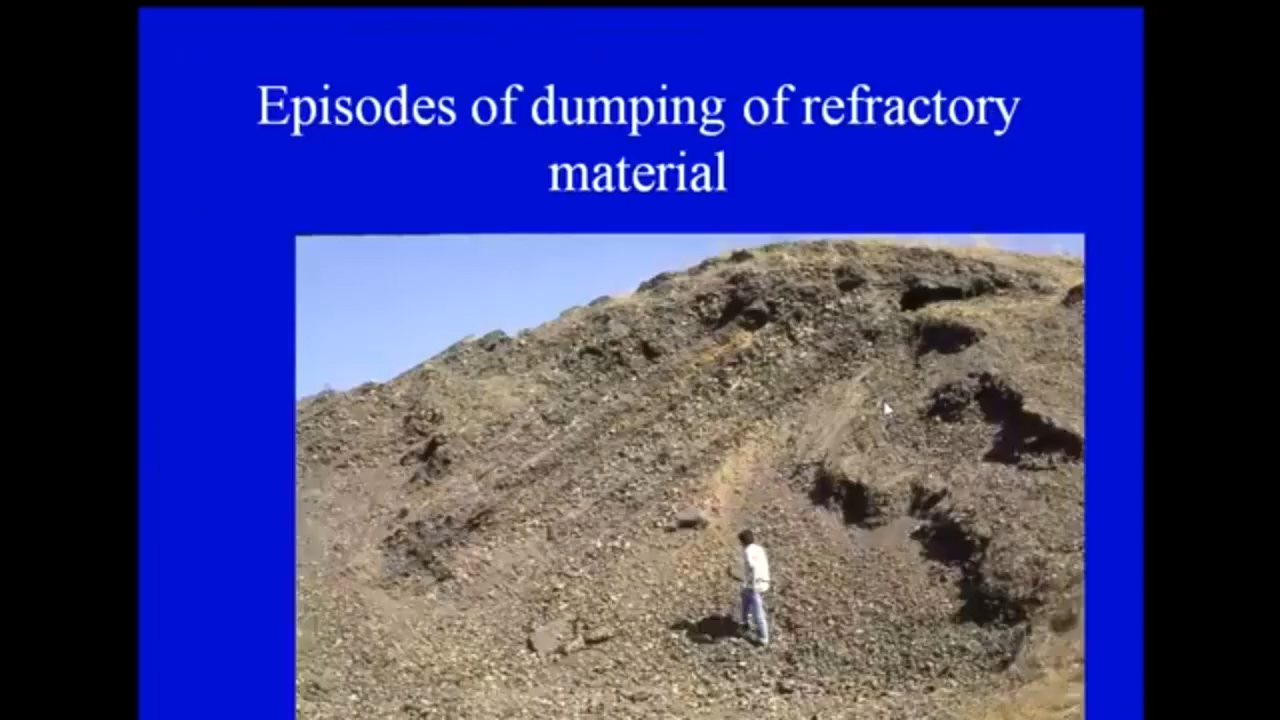 Episodes of dumping of refractory
material